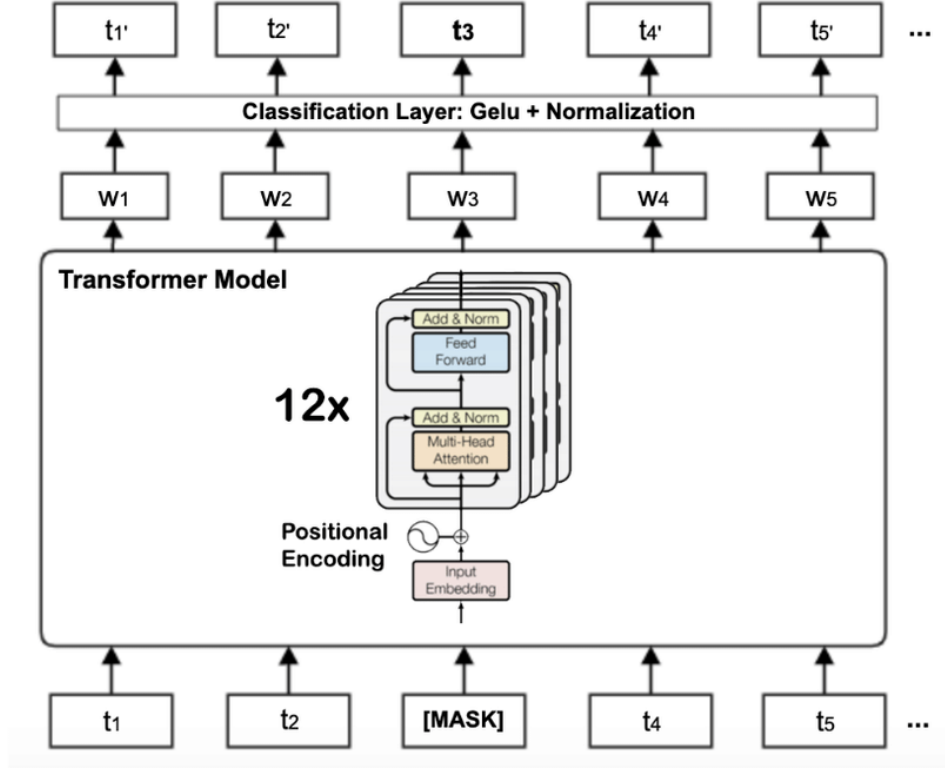 t1' t2' t3 t4' t5' ...
Classification Layer: Gelu + Normalization
w1 w2 w3 w4 w5
Transformer Model
Add & Norm
Feed
Forward
12x
Add & Norm
Multi-Head
Attention
Positional
Encoding
Input
Embedding
t1 t2 [MASK] t4 t5 ...